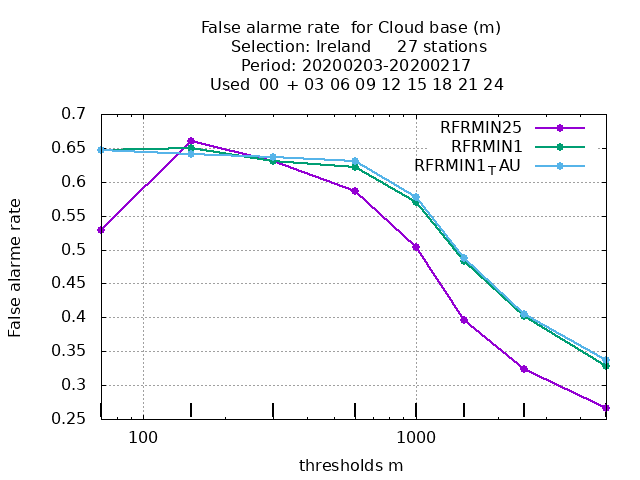 False alarme rate  for Cloud base (m)
Selection: Ireland     27 stations
Period: 20200203-20200217
Used  00 + 03 06 09 12 15 18 21 24
RFRMIN25
RFRMIN1
RFRMIN1TAU
0.7
0.65
0.6
0.55
0.5
0.45
0.4
0.35
0.3
0.25
False alarme rate
100
1000
thresholds m